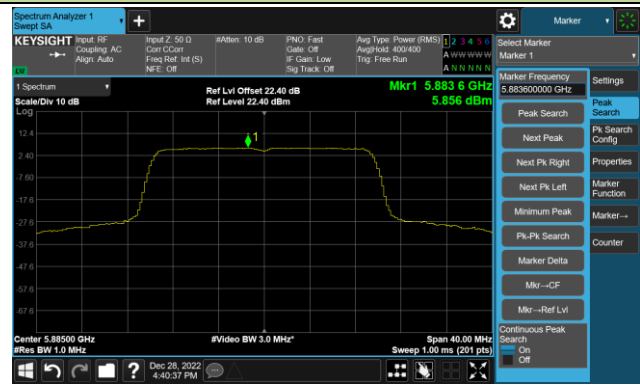 Spectrum Analyzer 1
Swept SA
Marker
KEYSIGHT
Input: RF
Coupling: AC
Align: Auto
Input Z: 50 Ω
Corr CCorr
Freq Ref: Int (S)
NFE: Off
#Atten: 10 dB
PNO: Fast
Gate: Off
IF Gain: Low
Sig Track: Off
Avg Type: Power (RMS)
Avg|Hold: 400/400
Trig: Free Run
1 2 3 4 5 6
A W W W W W
A N N N N N
LW
Select Marker
Marker 1
1 Spectrum
Scale/Div 10 dB
Log
Ref Lvl Offset 22.40 dB
Ref Level 22.40 dBm
Mkr1 5.883 6 GHz
5.856 dBm
1
12.4
2.40
-7.60
-17.6
-27.6
-37.6
-47.6
-57.6
-67.6
Center 5.88500 GHz
#Res BW 1.0 MHz
#Video BW 3.0 MHz*
Span 40.00 MHz
Sweep 1.00 ms (201 pts)
Marker Frequency
5.883600000 GHz
Peak Search
Next Peak
Next Pk Right
Next Pk Left
Minimum Peak
Pk-Pk Search
Marker Delta
Mkr→CF
Mkr→Ref Lvl
Continuous Peak
Search
On
Off
Settings
Peak
Search
Pk Search
Config
Properties
Marker
Function
Marker→
Counter
?
Dec 28, 2022
4:40:37 PM